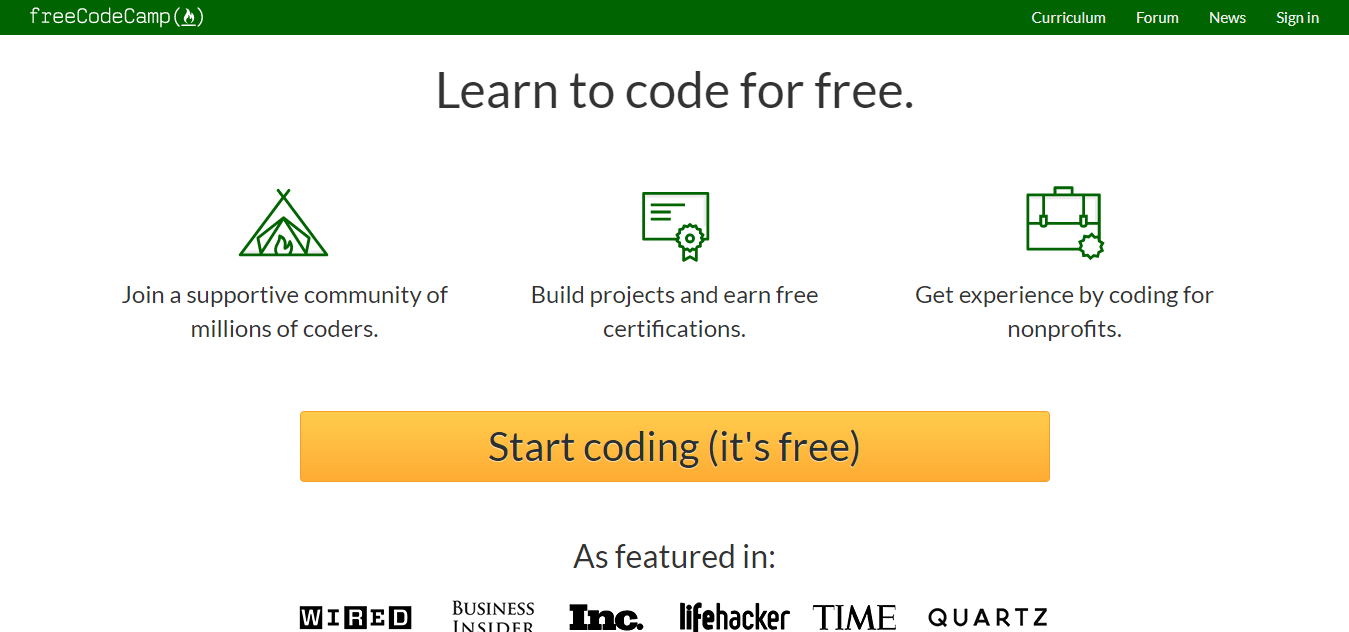 freeCodeCamp
Curriculum Forum News Sign in
Learn to code for free.
Join a supportive community of
millions of coders.
Build projects and earn free
certifications.
Get experience by coding for
nonprofits.
Start coding (it's free)
As featured in:
WIRED
BUSINESS
INSIDER
Inc.
lifehacker
TIME
QUARTZ